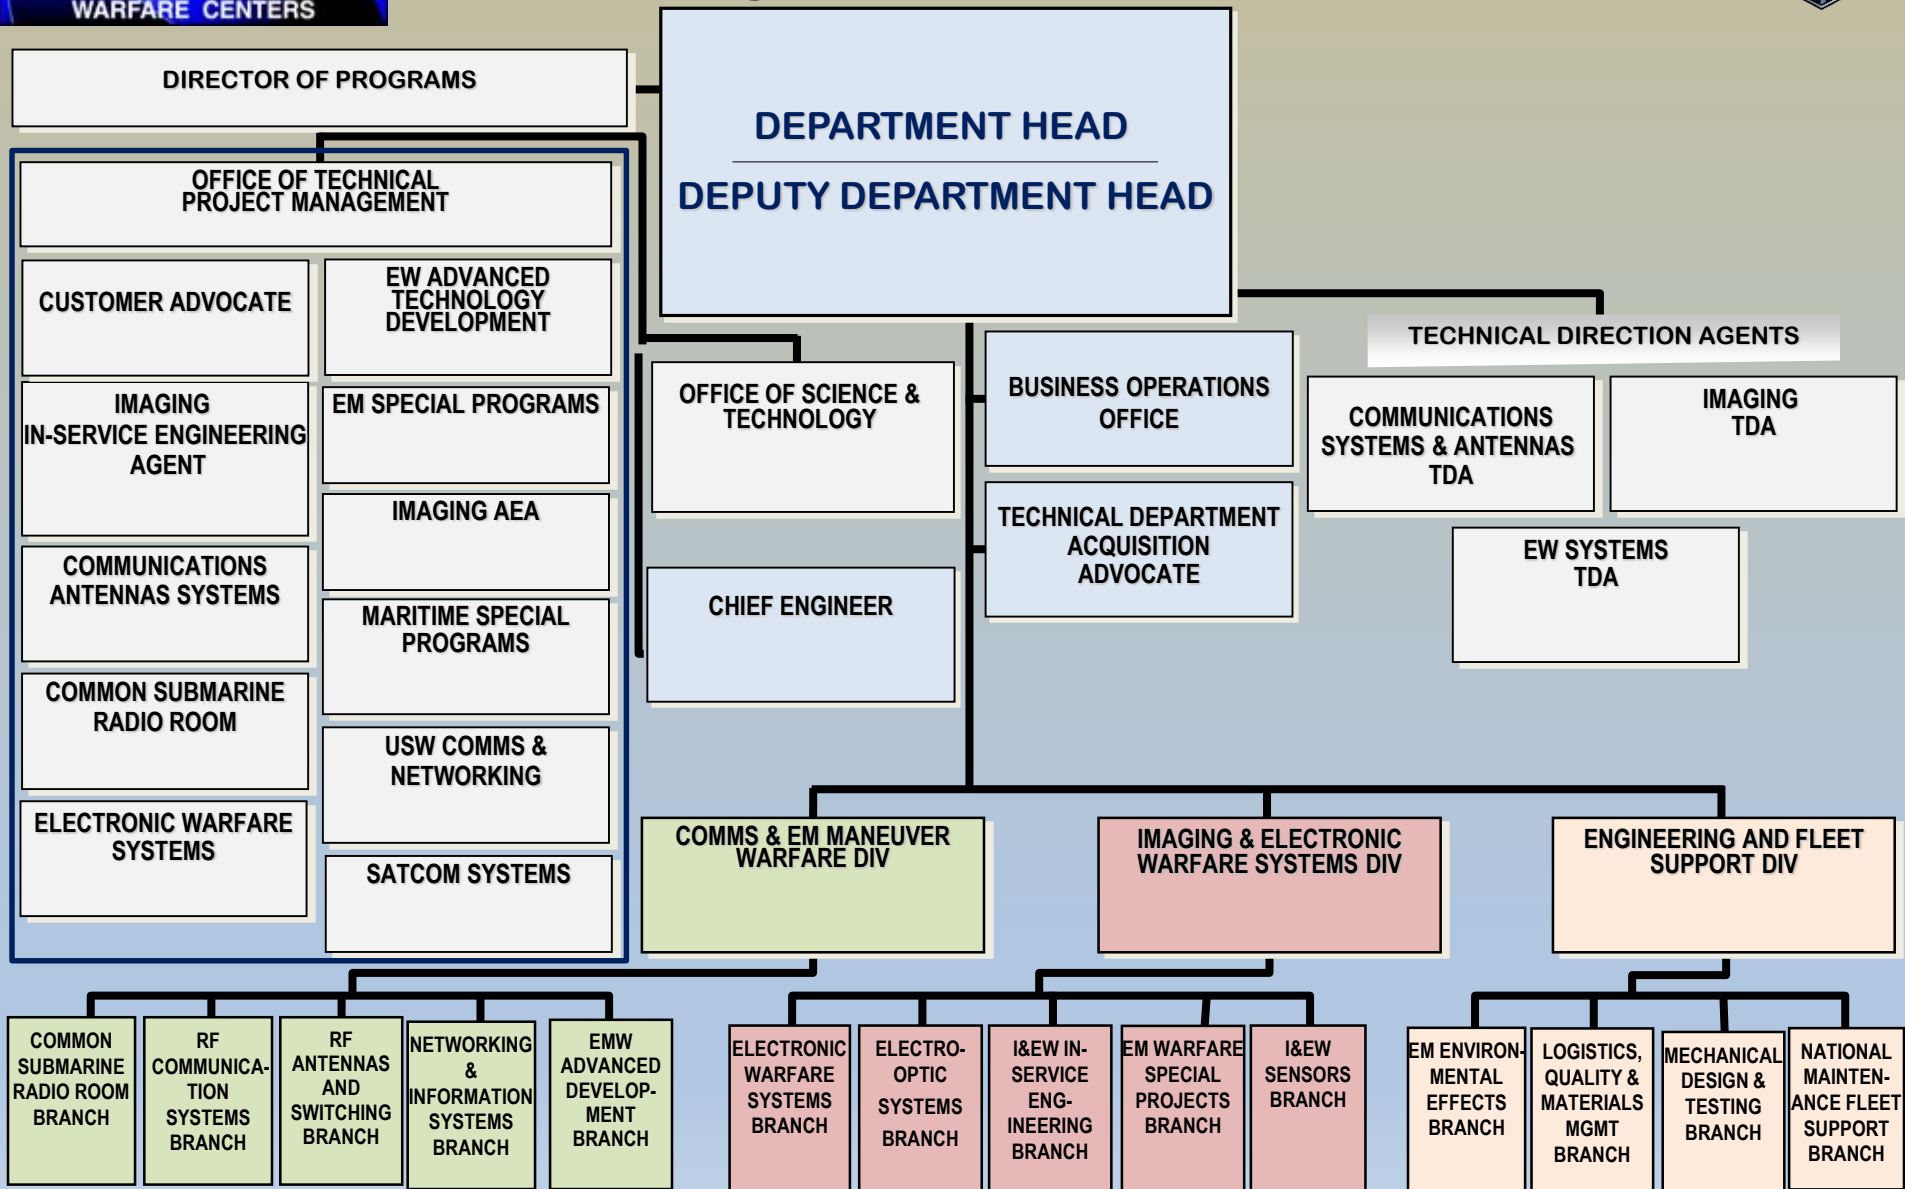 WARFARE CENTERS
DIRECTOR OF PROGRAMS
DEPARTMENT HEAD
DEPUTY DEPARTMENT HEAD
OFFICE OF TECHNICAL
PROJECT MANAGEMENT
CUSTOMER ADVOCATE
EW ADVANCED
TECHNOLOGY
DEVELOPMENT
IMAGING
IN-SERVICE ENGINEERING
AGENT
EM SPECIAL PROGRAMS
IMAGING AEA
COMMUNICATIONS
ANTENNAS SYSTEMS
MARITIME SPECIAL
PROGRAMS
COMMON SUBMARINE
RADIO ROOM
USW COMMS &
NETWORKING
ELECTRONIC WARFARE
SYSTEMS
SATCOM SYSTEMS
OFFICE OF SCIENCE &
TECHNOLOGY
CHIEF ENGINEER
BUSINESS OPERATIONS
OFFICE
TECHNICAL DEPARTMENT
ACQUISITION
ADVOCATE
TECHNICAL DIRECTION AGENTS
COMMUNICATIONS
SYSTEMS & ANTENNAS
TDA
IMAGING
TDA
EW SYSTEMS
TDA
COMMS & EM MANEUVER
WARFARE DIV
IMAGING & ELECTRONIC
WARFARE SYSTEMS DIV
ENGINEERING AND FLEET
SUPPORT DIV
COMMON
SUBMARINE
RADIO ROOM
BRANCH
RF
COMMUNICA-
TION
SYSTEMS
BRANCH
RF
ANTENNAS
AND
SWITCHING
BRANCH
NETWORKING
&
INFORMATION
SYSTEMS
BRANCH
EMW
ADVANCED
DEVELOP-
MENT
BRANCH
ELECTRONIC
WARFARE
SYSTEMS
BRANCH
ELECTRO-
OPTIC
SYSTEMS
BRANCH
I&EW IN-
SERVICE
ENG-
INEERING
BRANCH
EM WARFARE
SPECIAL
PROJECTS
BRANCH
I&EW
SENSORS
BRANCH
EM ENVIRON-
MENTAL
EFFECTS
BRANCH
LOGISTICS,
QUALITY &
MATERIALS
MGMT
BRANCH
MECHANICAL
DESIGN &
TESTING
BRANCH
NATIONAL
MAINTEN-
ANCE FLEET
SUPPORT
BRANCH